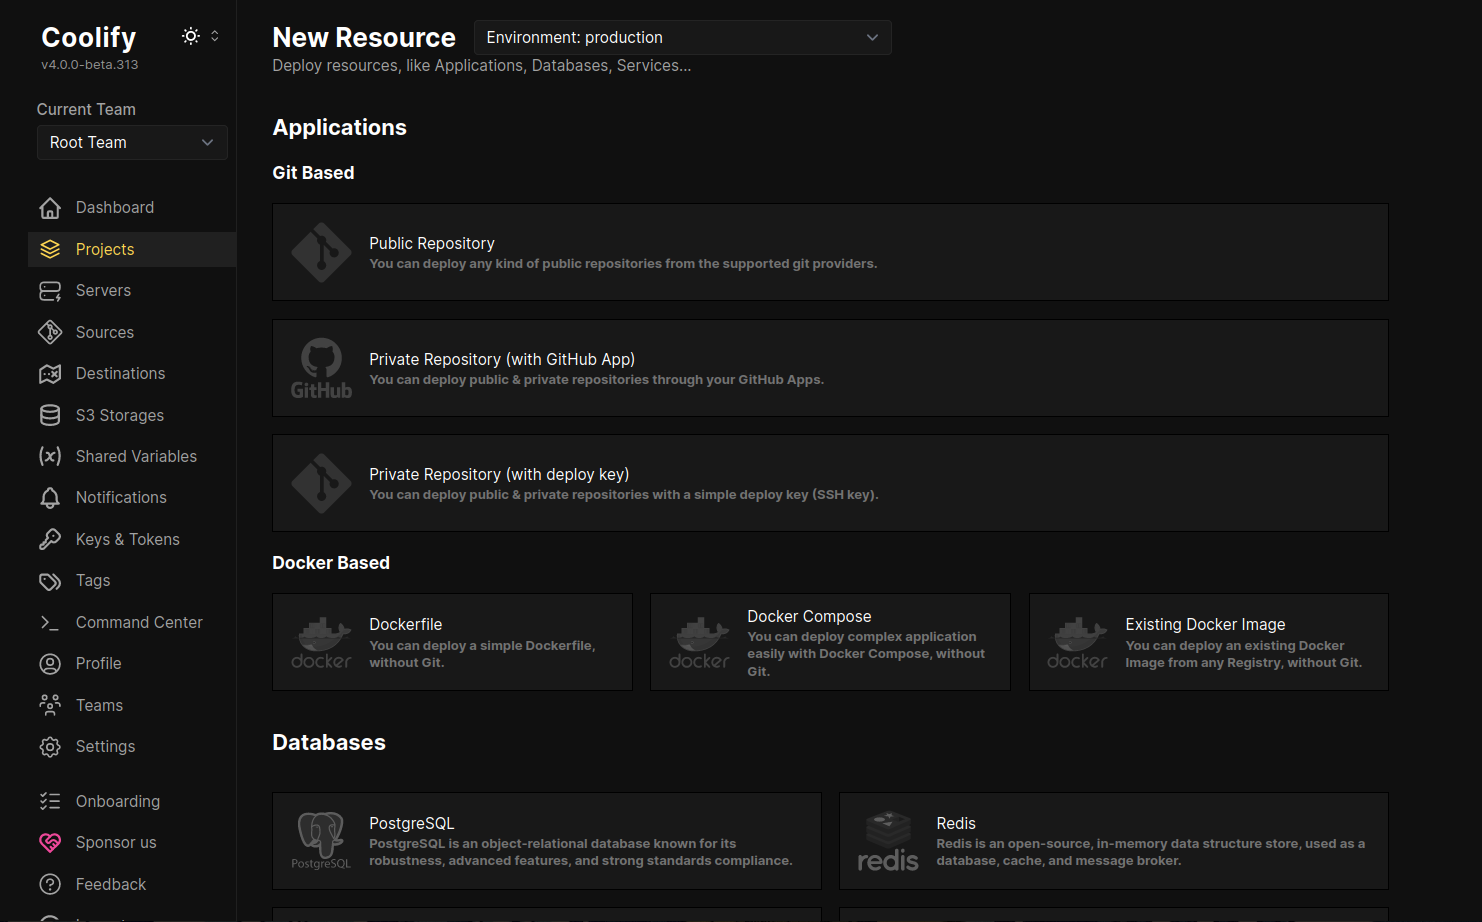 Coolify
v4.0.0-beta.313
Current Team
Root Team
Dashboard
Projects
Servers
Sources
Destinations
S3 Storages
Shared Variables
Notifications
Keys & Tokens
Tags
Command Center
Profile
Teams
Settings
Onboarding
Sponsor us
Feedback
New Resource
Environment: production
Deploy resources, like Applications, Databases, Services...
Applications
Git Based
Public Repository
You can deploy any kind of public repositories from the supported git providers.
GitHub
Private Repository (with GitHub App)
You can deploy public & private repositories through your GitHub Apps.
Private Repository (with deploy key)
You can deploy public & private repositories with a simple deploy key (SSH key).
Docker Based
docker
Dockerfile
You can deploy a simple Dockerfile,
without Git.
docker
Docker Compose
You can deploy complex application
easily with Docker Compose, without
Git.
docker
Existing Docker Image
You can deploy an existing Docker
Image from any Registry, without Git.
Databases
PostgreSQL
PostgreSQL
PostgreSQL is an object-relational database known for its
robustness, advanced features, and strong standards compliance.
redis
Redis
Redis is an open-source, in-memory data structure store, used as a
database, cache, and message broker.